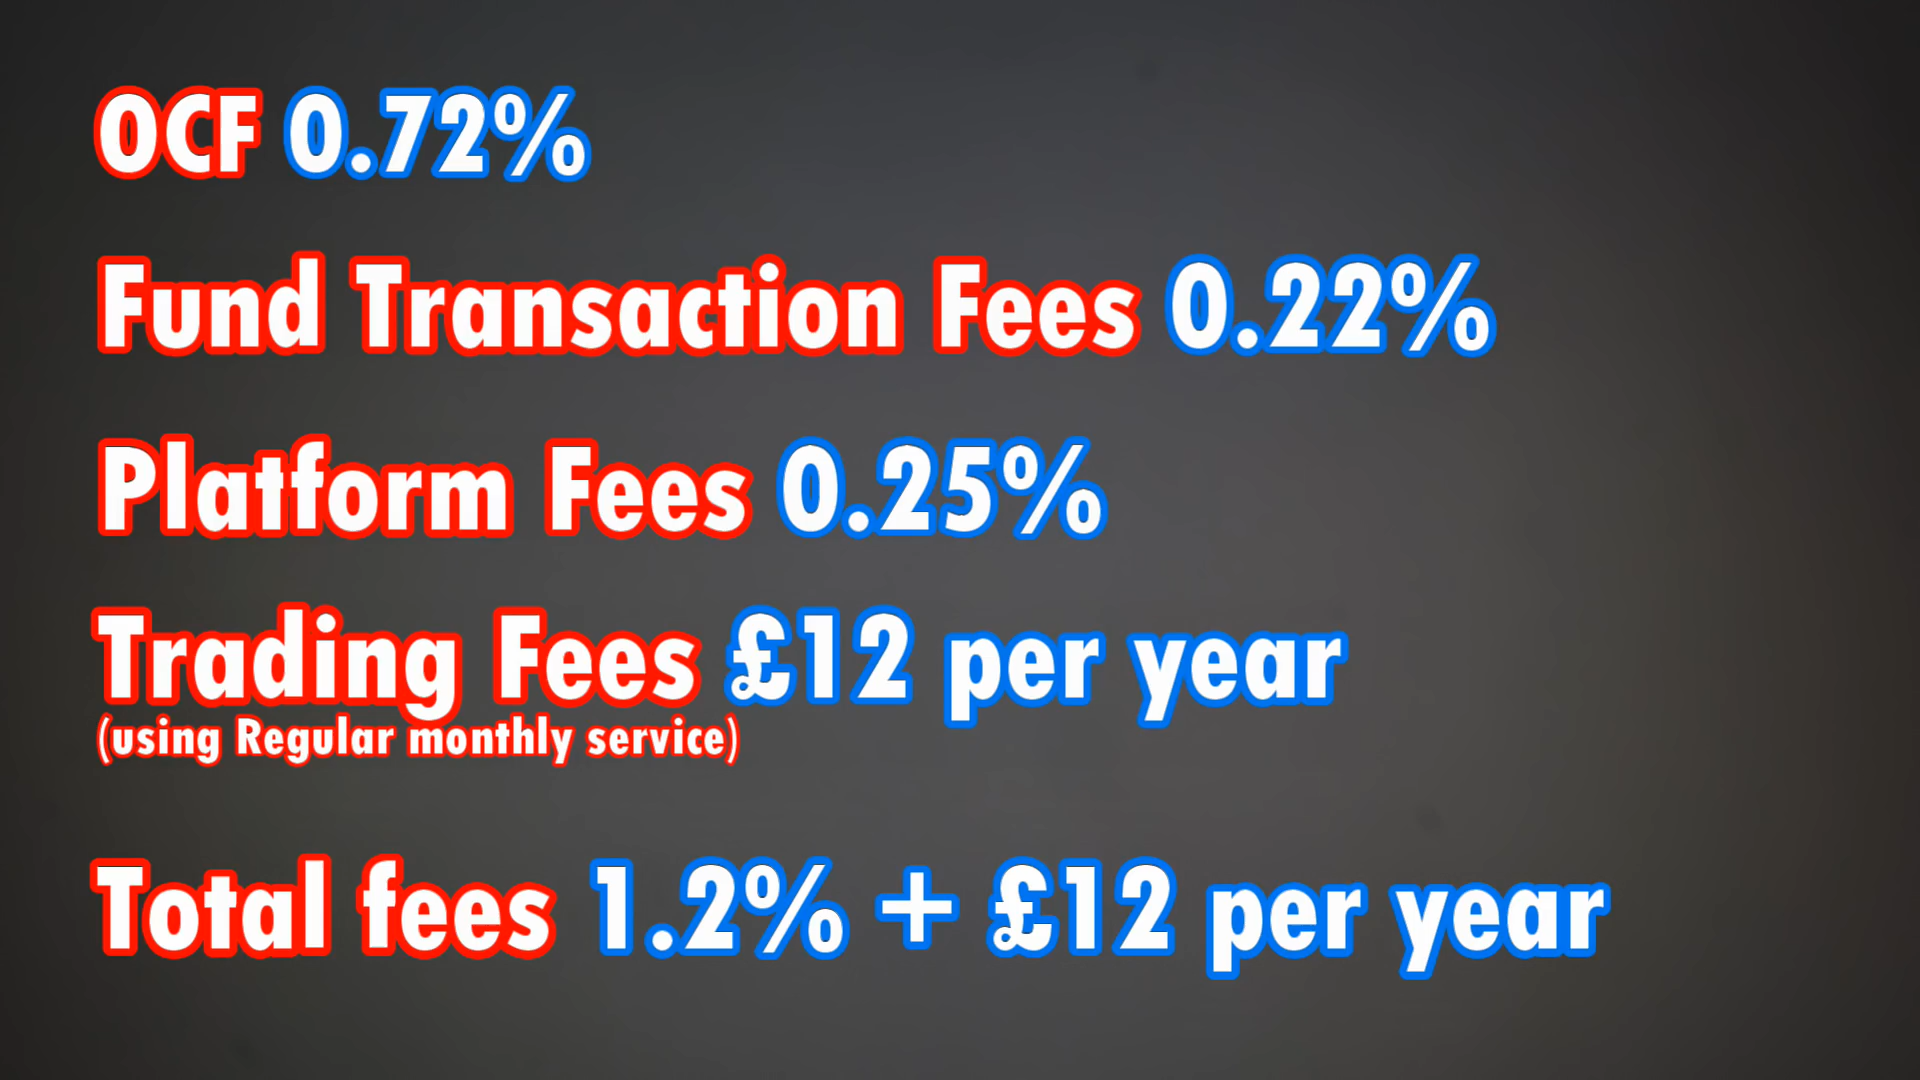 OCF 0.72%
Fund Transaction Fees 0.22%
Platform Fees 0.25%
Trading Fees £12 per year
(using Regular monthly service)
Total fees 1.2% + £12 per year